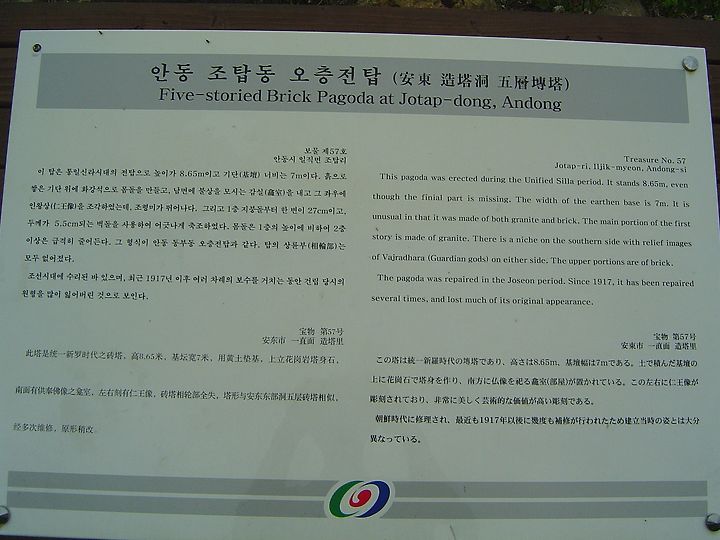 안동 조탑동 오층전탑 (安東 造塔洞 五層塼塔)
Five-storied Brick Pagoda at Jotap-dong, Andong
보물 제57호
안동시 일직면 조탑리
이 탑은 통일신라시대의 전탑으로 높이가 8.65m이고 기단(基壇) 너비는 7m이다. 흙으로
쌓은 기단 위에 화강석으로 몸돌을 만들고, 남면에 불상을 모시는 감실(龕室)을 내고 그 좌우에
인왕상(仁王像)을 조각하였는데, 조형미가 뛰어나다. 그리고 1층 지붕돌부터 한 변이 27cm이고,
두께가 5.5cm되는 벽돌을 사용하여 어긋나게 축조하였다. 몸돌은 1층의 높이에 비하여 2층
이상은 급격히 줄어든다. 그 형식이 안동 동부동 오층전탑과 같다. 탑의 상륜부(相輪部)는
모두 없어졌다.
조선시대에 수리된 바 있으며, 최근 1917년 이후 여러 차례의 보수를 거치는 동안 건립 당시의
원형을 많이 잃어버린 것으로 보인다.
Treasure No. 57
Jotap-ri, Iljik-myeon, Andong-si
This pagoda was erected during the Unified Silla period. It stands 8.65m, even
though the finial part is missing. The width of the earthen base is 7m. It is
unusual in that it was made of both granite and brick. The main portion of the first
story is made of granite. There is a niche on the southern side with relief images
of Vajradhara (Guardian gods) on either side. The upper portions are of brick.
The pagoda was repaired in the Joseon period. Since 1917, it has been repaired
several times, and lost much of its original appearance.
宝物 第57号
安东市 一直面 造塔里
此塔是统一新罗时代之砖塔，高8.65米，基坛宽7米，用黄土垫基，上立花岗岩塔身石，
南面有供奉佛像之龛室，左右刻有仁王像，砖塔相轮部全失，塔形与安东东部洞五层砖塔相似，
经多次维修，原形稍改。
宝物 第57号
安東市 一直面 造塔里
この塔は統一新羅時代の塼塔であり、高さは8.65m、基壇幅は7mである。土で積んだ基壇の
上に花崗石で塔身を作り、南方に仏像を祀る龕室(部屋)が置かれている。この左右に仁王像が
彫刻されており、非常に美しく芸術的な価値が高い彫刻である。
朝鮮時代に修理され、最近も1917年以後に幾度も補修が行われたため建立当時の姿とは大分
異なっている。